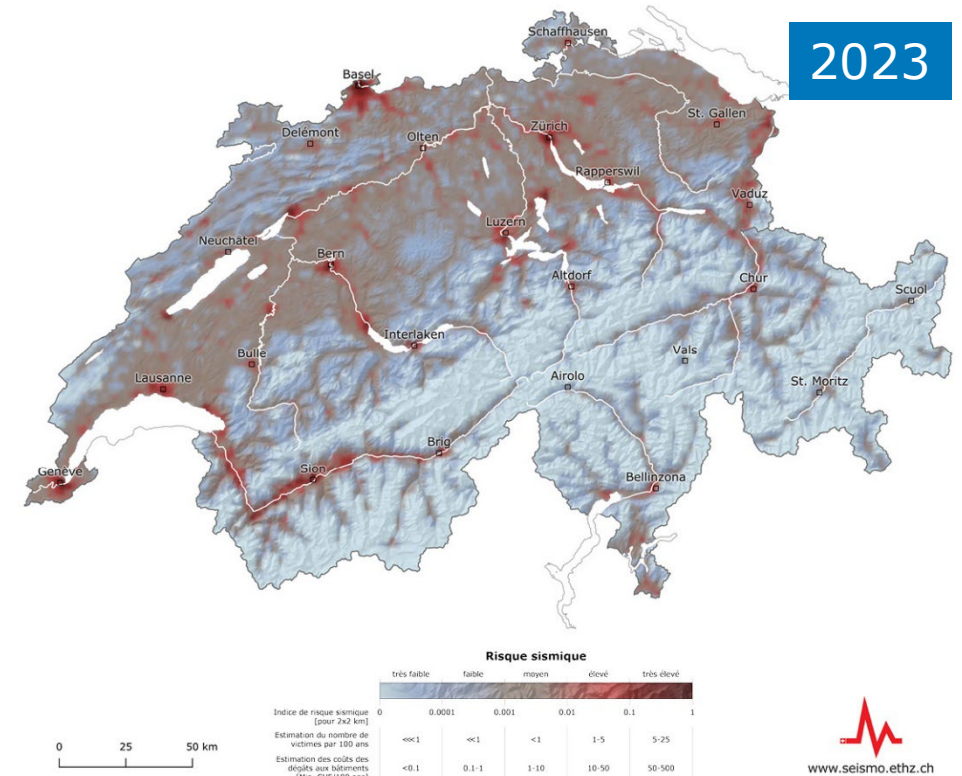 2023
Schaffhausen
Basel
St. Gallen
Delémont
Olten
Zürich
Rapperswil
Vaduz
Luzern
Neuchâtel
Bern
Altdorf
Chur
Scuol
Interlaken
Bulle
Vals
Lausanne
Airolo
St. Moritz
Brig
Genève
Sion
Bellinzona
Risque sismique
très faible faible moyen élevé très élevé
Indice de risque sismique 0 0.0001 0.001 0.01 0.1 1
[pour 2x2 km]
Estimation du nombre de
victimes par 100 ans <<<1 <<1 <1 1-5 5-25
Estimation des coûts des
dégâts aux bâtiments <0.1 0.1-1 1-10 10-50 50-500
0 25 50 km
www.seismo.ethz.ch